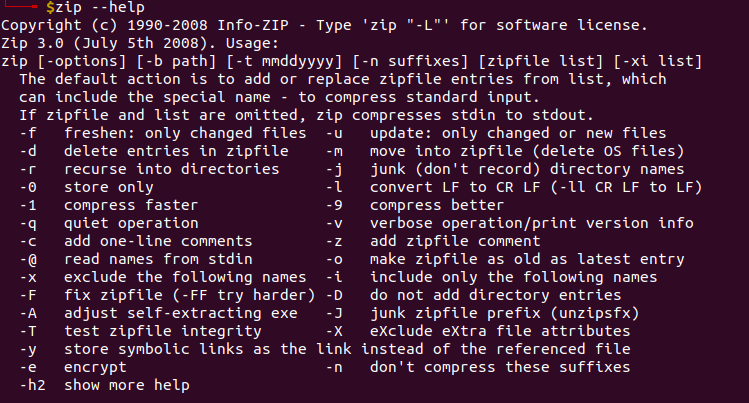 $zip --help
Copyright (c) 1990-2008 Info-ZIP - Type 'zip "-L"' for software license.
Zip 3.0 (July 5th 2008). Usage:
zip [-options] [-b path] [-t mmddyyyy] [-n suffixes] [zipfile list] [-xi list]
  The default action is to add or replace zipfile entries from list, which
  can include the special name - to compress standard input.
  If zipfile and list are omitted, zip compresses stdin to stdout.
  -f   freshen: only changed files  -u   update: only changed or new files
  -d   delete entries in zipfile    -m   move into zipfile (delete OS files)
  -r   recurse into directories     -j   junk (don't record) directory names
  -0   store only                   -l   convert LF to CR LF (-ll CR LF to LF)
  -1   compress faster              -9   compress better
  -q   quiet operation              -v   verbose operation/print version info
  -c   add one-line comments        -z   add zipfile comment
  -@   read names from stdin        -o   make zipfile as old as latest entry
  -x   exclude the following names  -i   include only the following names
  -F   fix zipfile (-FF try harder) -D   do not add directory entries
  -A   adjust self-extracting exe   -J   junk zipfile prefix (unzipsfx)
  -T   test zipfile integrity       -X   eXclude eXtra file attributes
  -y   store symbolic links as the link instead of the referenced file
  -e   encrypt                      -n   don't compress these suffixes
  -h2  show more help